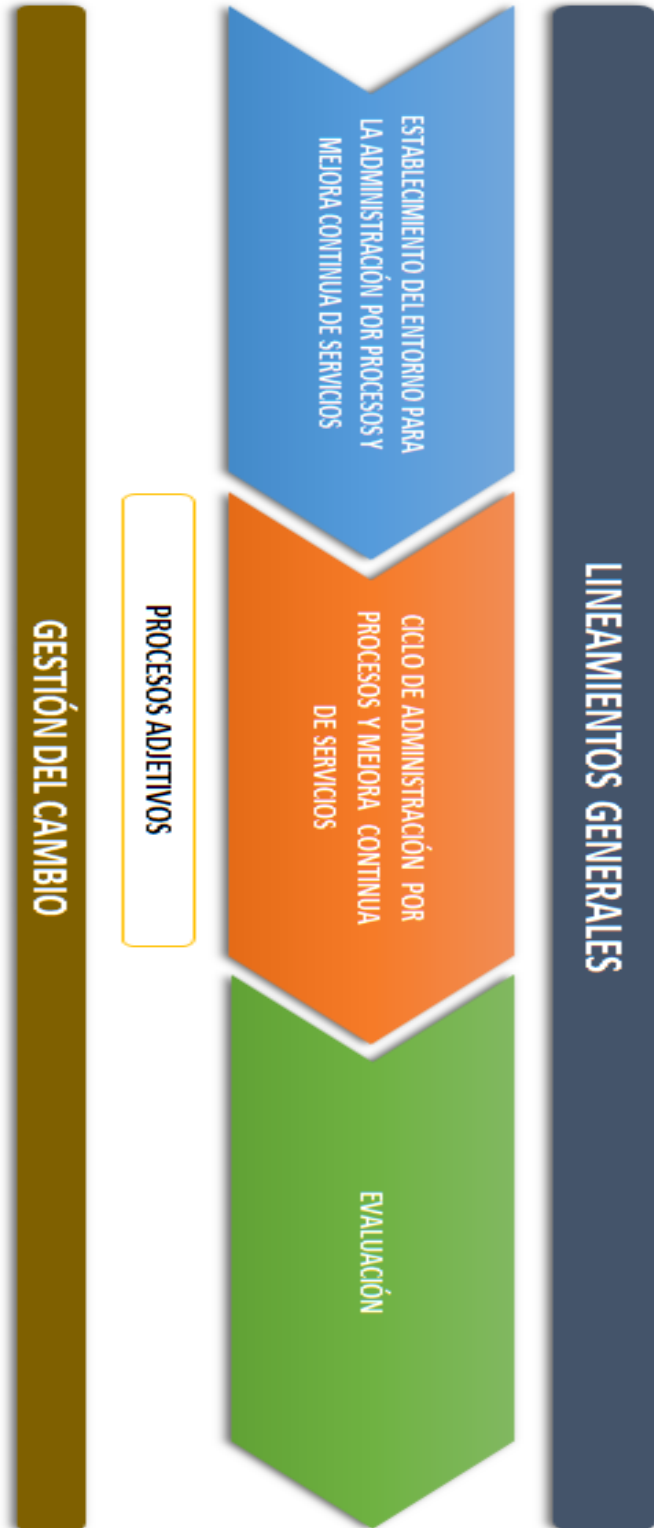 LINEAMIENTOS GENERALES
ESTABLECIMIENTO DEL ENTORNO PARA
LA ADMINISTRACIÓN POR PROCESOS Y
MEJORA CONTINUA DE SERVICIOS
CICLO DE ADMINISTRACIÓN POR
PROCESOS Y MEJORA CONTINUA
DE SERVICIOS
EVALUACIÓN
PROCESOS ADJETIVOS
GESTIÓN DEL CAMBIO